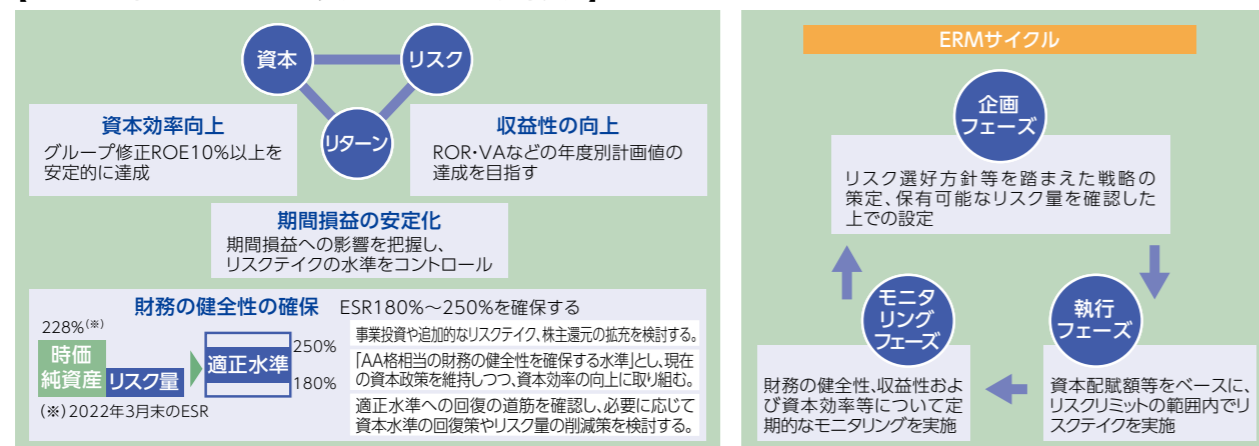 資本
リスク
リターン
資本効率向上
グループ修正ROE10%以上を
安定的に達成
収益性の向上
ROR・VAなどの年度別計画値の
達成を目指す
期間損益の安定化
期間損益への影響を把握し、
リスクテイクの水準をコントロール
財務の健全性の確保 ESR180%～250%を確保する
228%(※)
時価
純資産
リスク量
適正水準
250%
180%
(※)2022年3月末のESR
事業投資や追加的なリスクテイク、株主還元の拡充を検討する。
「AA格相当の財務の健全性を確保する水準」とし、現在
の資本政策を維持しつつ、資本効率の向上に取り組む。
適正水準への回復の道筋を確認し、必要に応じて
資本水準の回復策やリスク量の削減策を検討する。
ERMサイクル
企画
フェーズ
リスク選好方針等を踏まえた戦略の
策定、保有可能なリスク量を確認した
上での設定
執行
フェーズ
資本配賦額等をベースに、
リスクリミットの範囲内でリ
スクテイクを実施
モニタ
リング
フェーズ
財務の健全性、収益性およ
び資本効率等について定
期的なモニタリングを実施